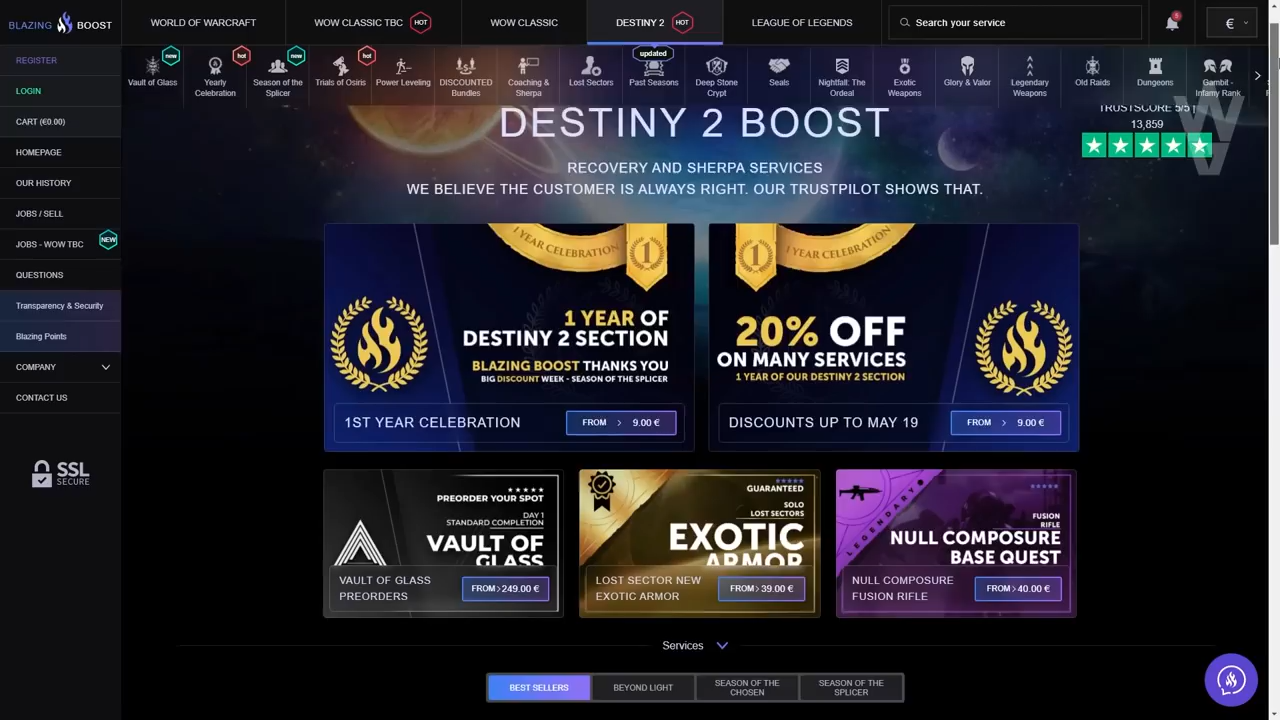 BLAZING BOOST
WORLD OF WARCRAFT
WOW CLASSIC TBC
HOT
WOW CLASSIC
DESTINY 2
HOT
LEAGUE OF LEGENDS
Search your service
8
€
REGISTER
LOGIN
CART (€0.00)
HOMEPAGE
OUR HISTORY
JOBS / SELL
JOBS - WOW TBC
NEW
QUESTIONS
Transparency & Security
Blazing Points
COMPANY
CONTACT US
SSL
SECURE
new
Vault of Glass
hot
Yearly
Celebration
new
Season of the
Splicer
hot
Trials of Osiris
Power Leveling
DISCOUNTED
Bundles
Coaching &
Sherpa
Lost Sectors
updated
Past Seasons
Deep Stone
Crypt
Seals
Nightfall: The
Ordeal
Exotic
Weapons
Glory & Valor
Legendary
Weapons
Old Raids
Dungeons
Gambit -
Infamy Rank
DESTINY 2 BOOST
RECOVERY AND SHERPA SERVICES
WE BELIEVE THE CUSTOMER IS ALWAYS RIGHT. OUR TRUSTPILOT SHOWS THAT.
TRUSTSCORE 5/5 |
13,859
1 YEAR CELEBRATION
1
1 YEAR OF
DESTINY 2 SECTION
BLAZING BOOST THANKS YOU
BIG DISCOUNT WEEK - SEASON OF THE SPLICER
1ST YEAR CELEBRATION
FROM > 9.00 €
1
1 YEAR CELEBRATION
20% OFF
ON MANY SERVICES
1 YEAR OF OUR DESTINY 2 SECTION
DISCOUNTS UP TO MAY 19
FROM > 9.00 €
PREORDER YOUR SPOT
DAY 1
STANDARD COMPLETION
VAULT OF
GLASS
VAULT OF GLASS
PREORDERS
FROM > 249.00 €
GUARANTEED
SOLO
LOST SECTORS
EXOTIC
ARMOR
LOST SECTOR NEW
EXOTIC ARMOR
FROM > 39.00 €
LEGENDARY
FUSION
RIFLE
NULL COMPOSURE
BASE QUEST
NULL COMPOSURE
FUSION RIFLE
FROM > 40.00 €
Services
BEST SELLERS
BEYOND LIGHT
SEASON OF THE
CHOSEN
SEASON OF THE
SPLICER